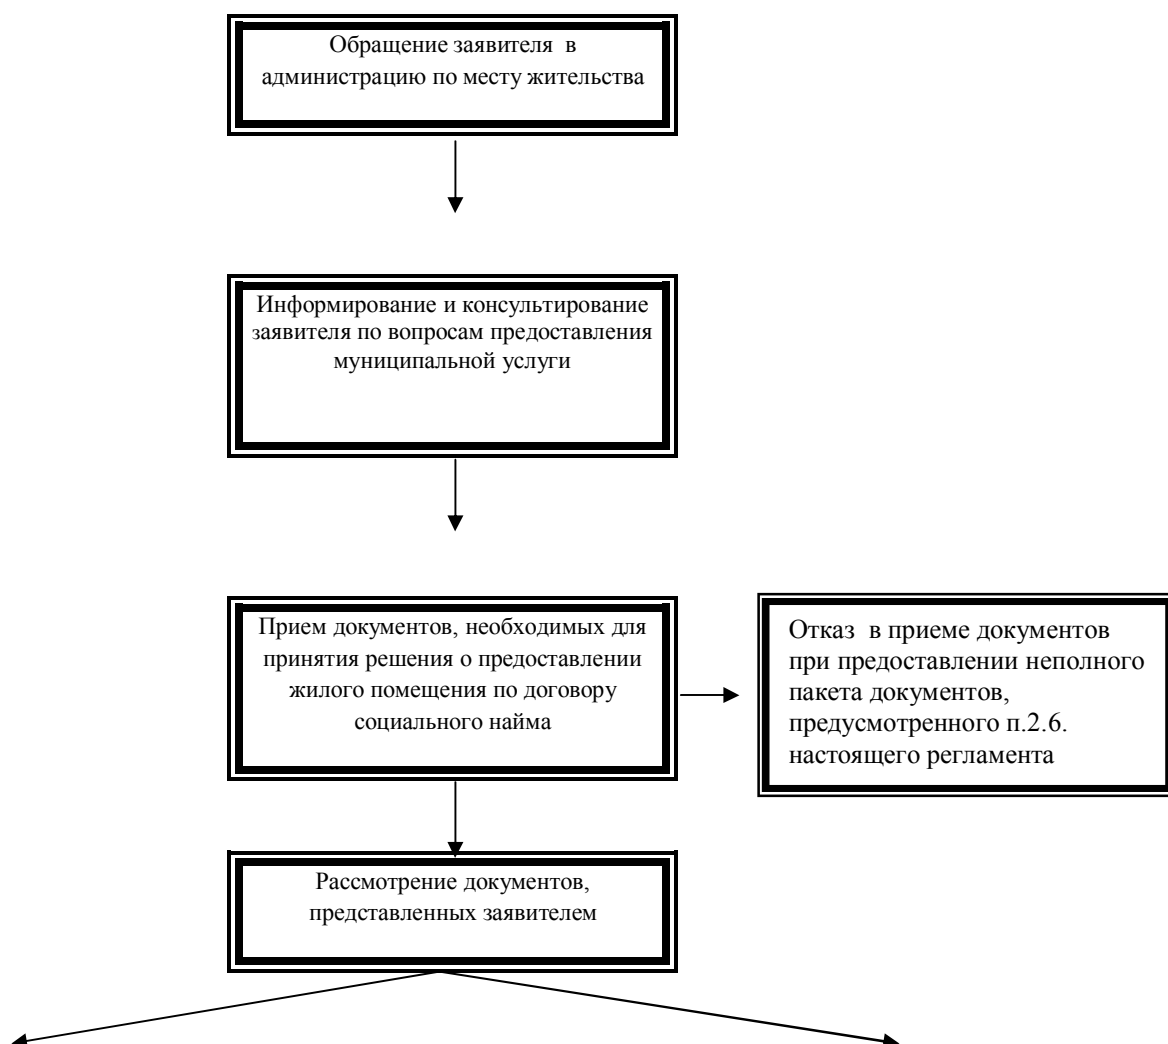 Обращение заявителя  в
администрацию по месту жительства
Информирование и консультирование
заявителя по вопросам предоставления
муниципальной услуги
Прием документов, необходимых для
принятия решения о предоставлении
жилого помещения по договору
социального найма
Отказ  в приеме документов
при предоставлении неполного
пакета документов,
предусмотренного п.2.6.
настоящего регламента
Рассмотрение документов,
представленных заявителем